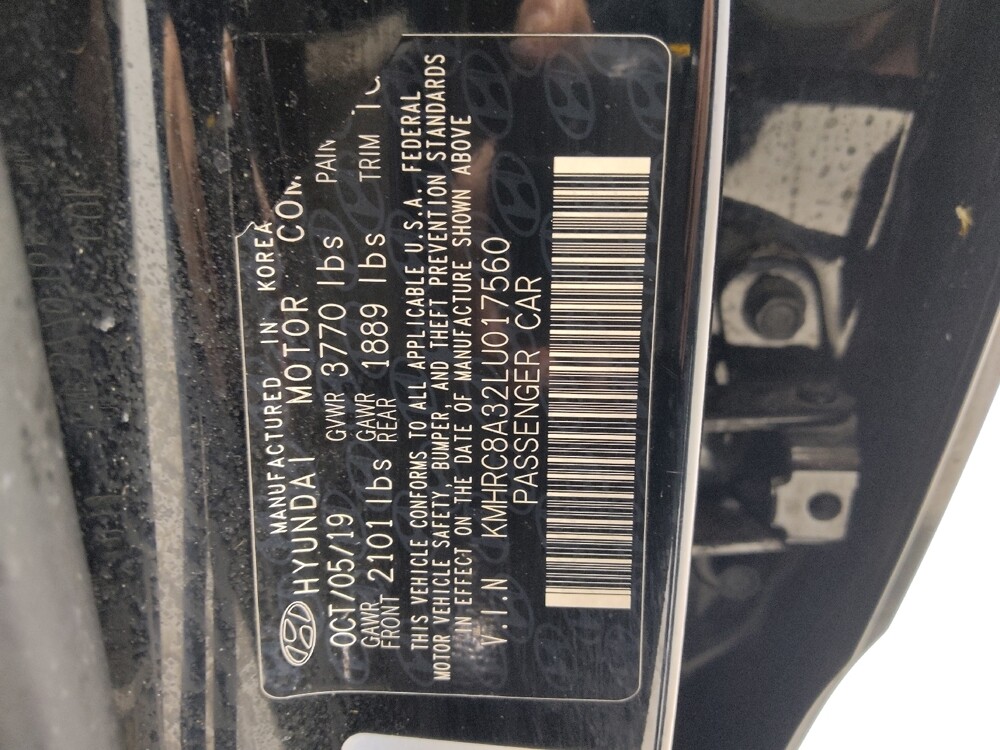 MANUFACTURED IN KOREA
HYUNDAI MOTOR
OCT/05/19 GVWR 3770 lbs
GAWR FRONT 2101 lbs GAWR REAR 1889 lbs TRIM
THIS VEHICLE CONFORMS TO ALL APPLICABLE U.S.A. FEDERAL
MOTOR VEHICLE SAFETY, BUMPER, AND THEFT PREVENTION STANDARDS
IN EFFECT ON THE DATE OF MANUFACTURE SHOWN ABOVE
V.I.N KMHRC8A32LU017560
PASSENGER CAR